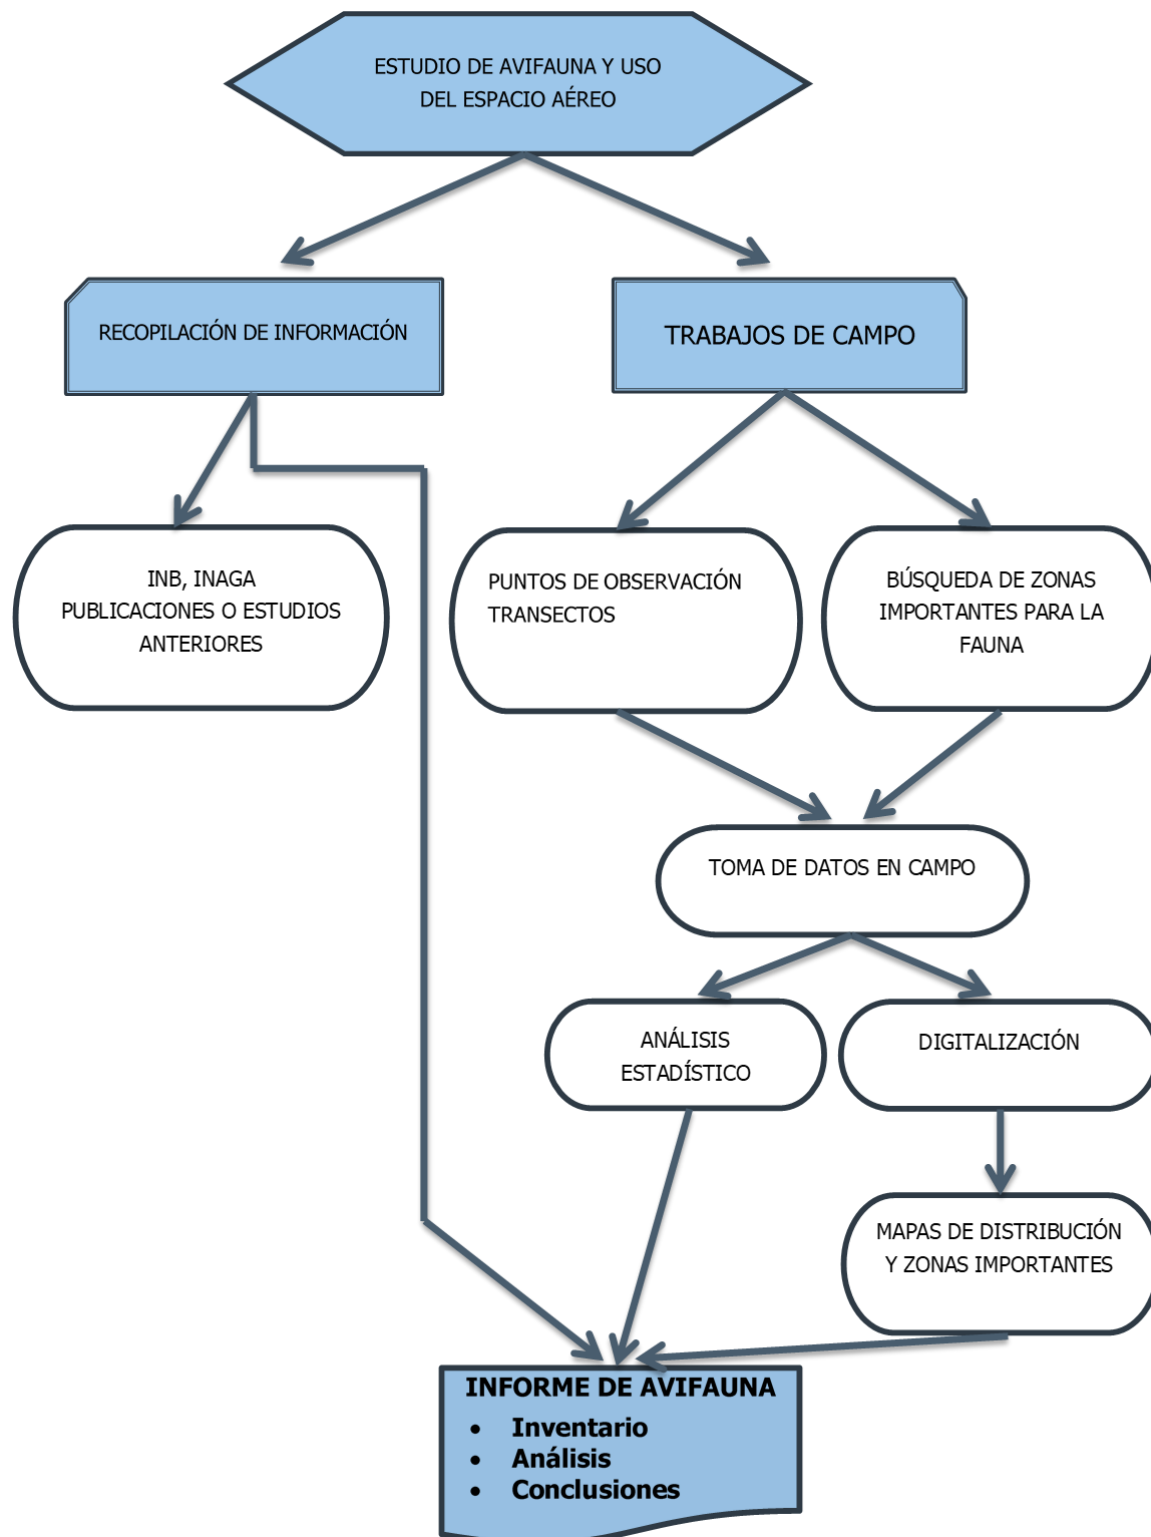 ESTUDIO DE AVIFAUNA Y USO
DEL ESPACIO AÉREO
RECOPILACIÓN DE INFORMACIÓN
TRABAJOS DE CAMPO
INB, INAGA
PUBLICACIONES O ESTUDIOS
ANTERIORES
PUNTOS DE OBSERVACIÓN
TRANSECTOS
BÚSQUEDA DE ZONAS
IMPORTANTES PARA LA
FAUNA
TOMA DE DATOS EN CAMPO
ANÁLISIS
ESTADÍSTICO
DIGITALIZACIÓN
MAPAS DE DISTRIBUCIÓN
Y ZONAS IMPORTANTES
INFORME DE AVIFAUNA
• Inventario
• Análisis
• Conclusiones